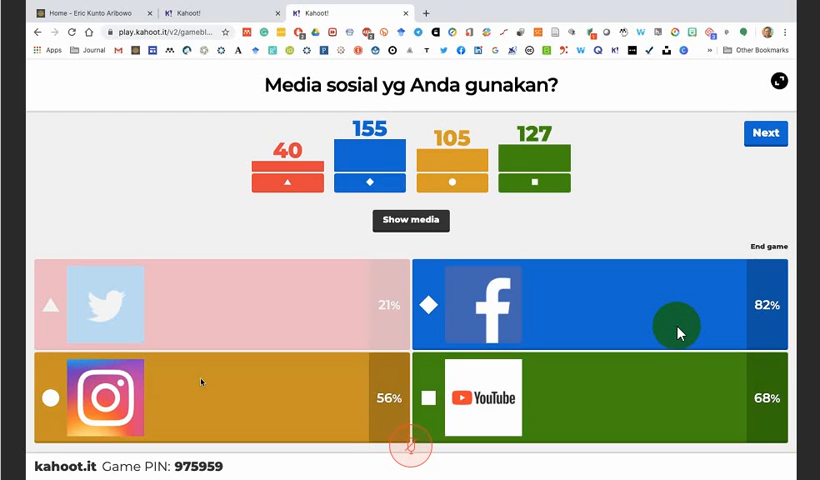 Home - Eric Kunto Aribowo
Kahoot!
Kahoot!
play.kahoot.it/v2/gamebl...
Apps
Journal
Other Bookmarks
Media sosial yg Anda gunakan?
Next
40
155
105
127
Show media
End game
21%
82%
56%
YouTube
68%
kahoot.it Game PIN: 975959